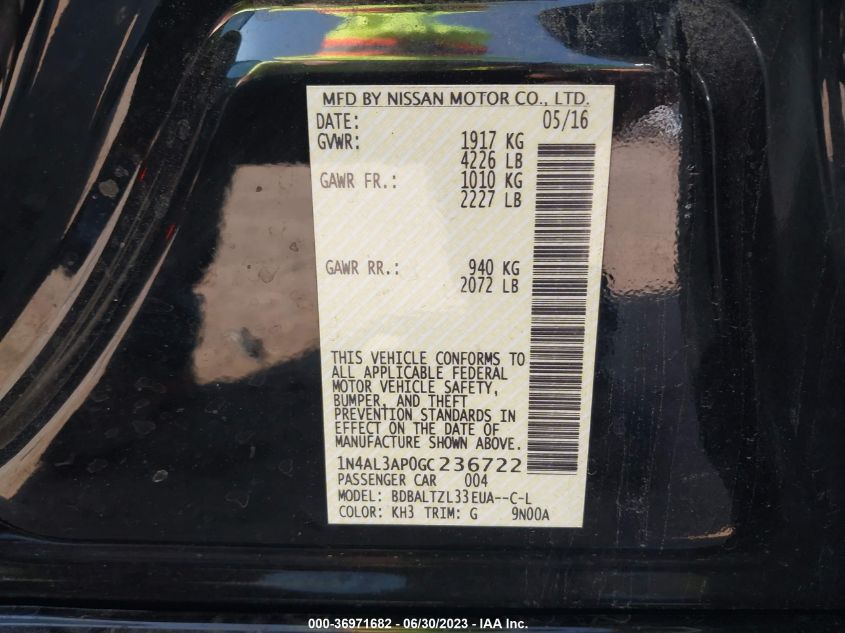 MFD BY NISSAN MOTOR CO., LTD.
DATE: 05/16
GVWR: 1917 KG
4226 LB
GAWR FR.: 1010 KG
2227 LB
GAWR RR.: 940 KG
2072 LB
THIS VEHICLE CONFORMS TO
ALL APPLICABLE FEDERAL
MOTOR VEHICLE SAFETY,
BUMPER, AND THEFT
PREVENTION STANDARDS IN
EFFECT ON THE DATE OF
MANUFACTURE SHOWN ABOVE.
1N4AL3AP0GC236722
PASSENGER CAR 004
MODEL: BDBALTZL33EUA--C-L
COLOR: KH3 TRIM: G 9N00A
000-36971682 - 06/30/2023 - IAA Inc.